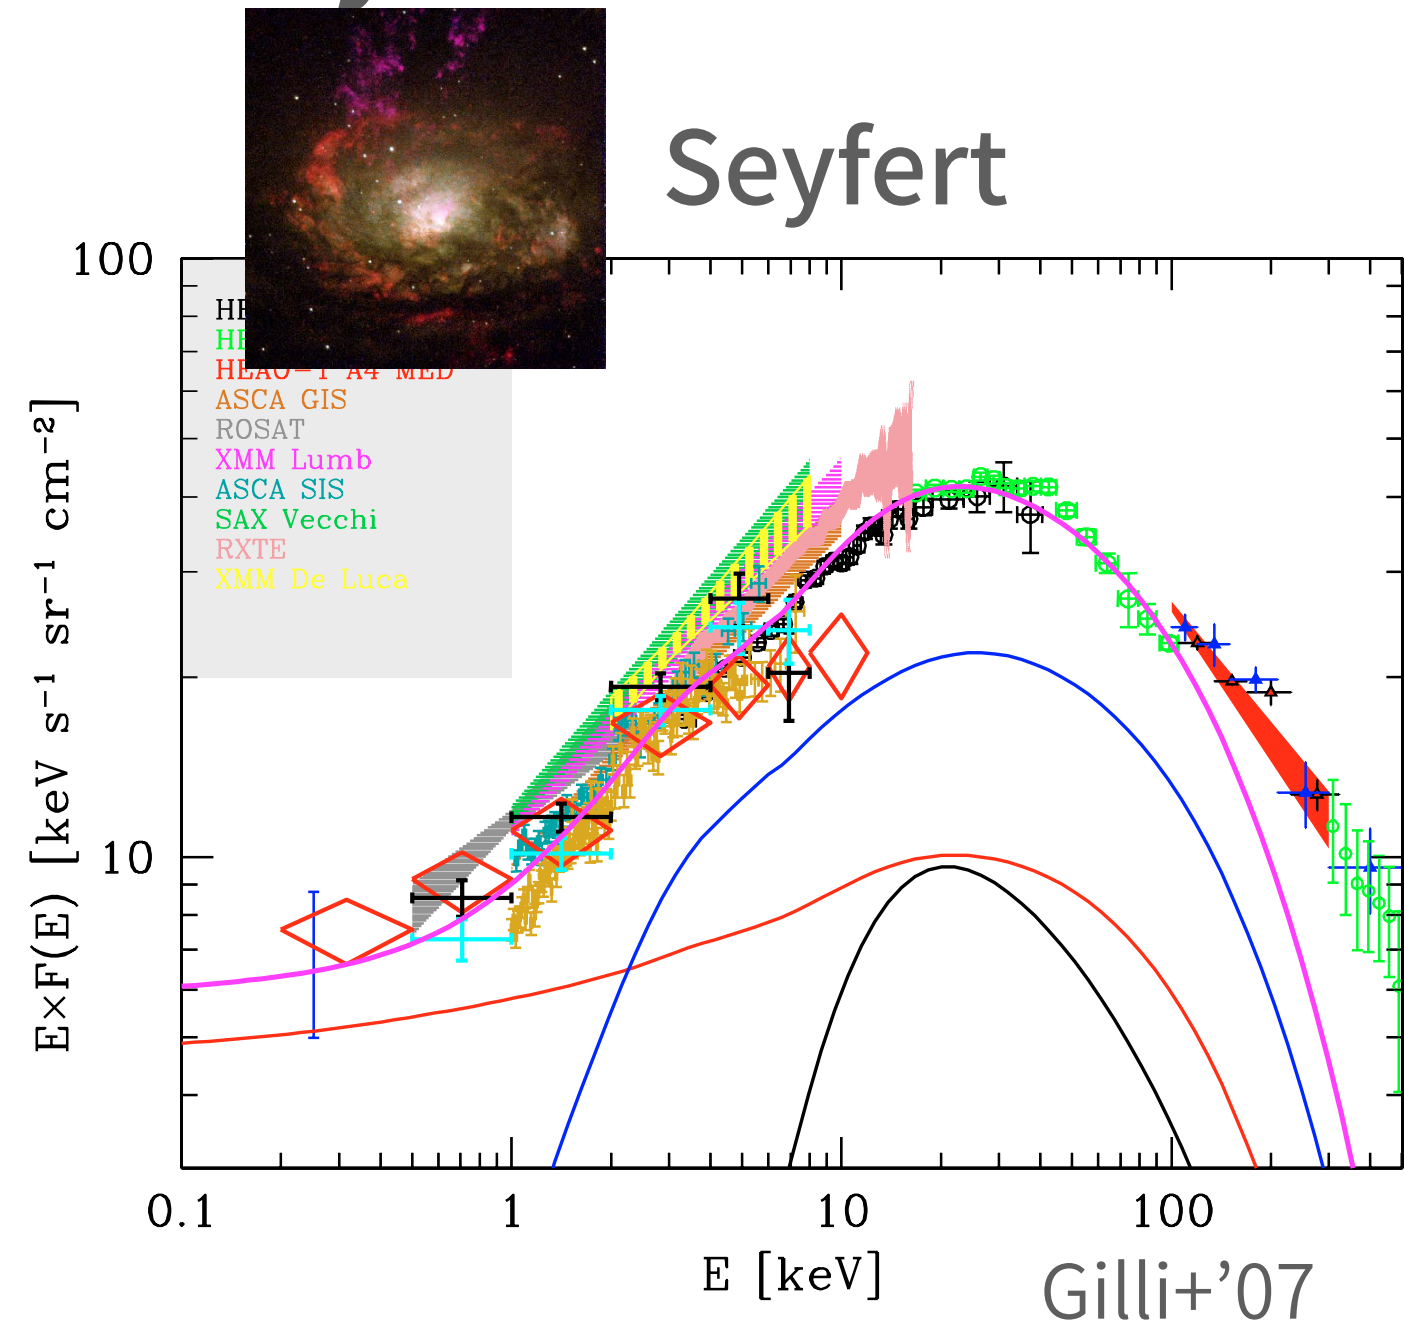 Seyfert
100
HEAO-1 A4 MED
ASCA GIS
ROSAT
XMM Lumb
ASCA SIS
SAX Vecchi
RXTE
XMM De Luca
E×F(E) [keV s⁻¹ sr⁻¹ cm⁻²]
10
0.1 1 10 100
E [keV]
Gilli+’07